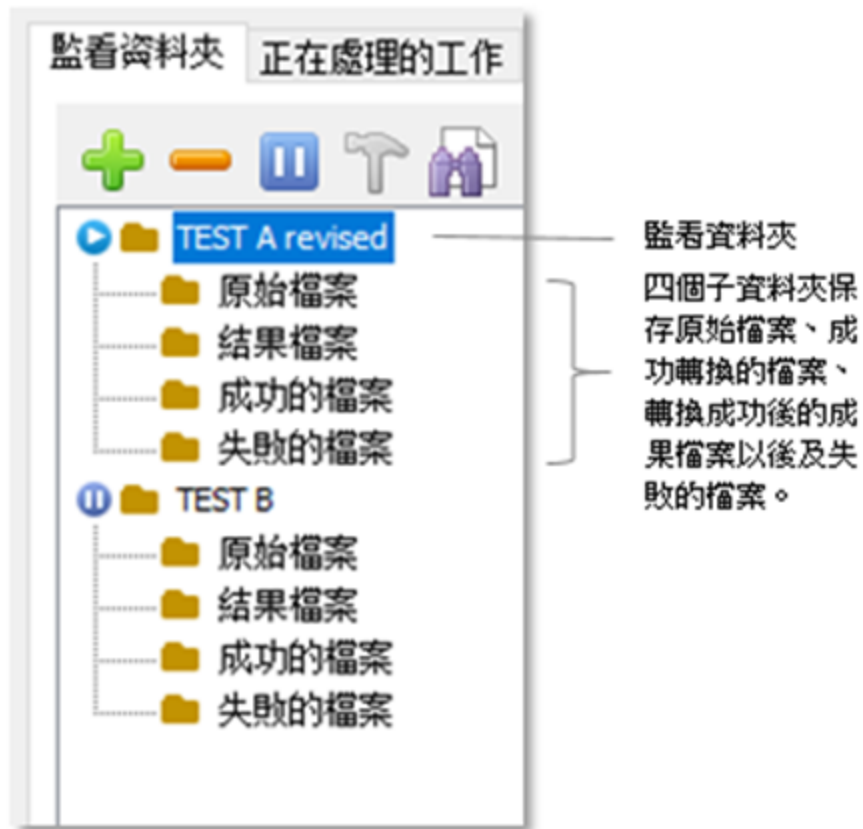 監看資料夾 正在處理的工作
TEST A revised
原始檔案
結果檔案
成功的檔案
失敗的檔案
TEST B
原始檔案
結果檔案
成功的檔案
失敗的檔案
監看資料夾
四個子資料夾保
存原始檔案、成
功轉換的檔案、
轉換成功後的成
果檔案以後及失
敗的檔案。